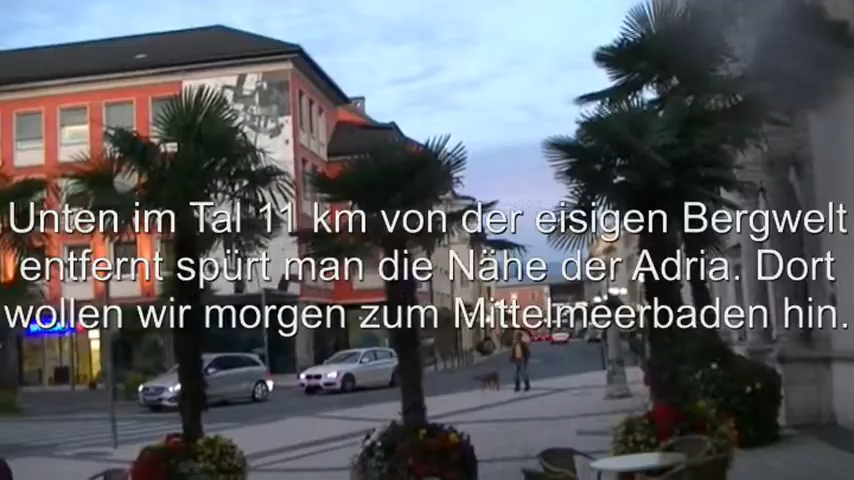 Unten im Tal 11 km von der eisigen Bergwelt
entfernt spürt man die Nähe der Adria. Dort
wollen wir morgen zum Mittelmeerbaden hin.